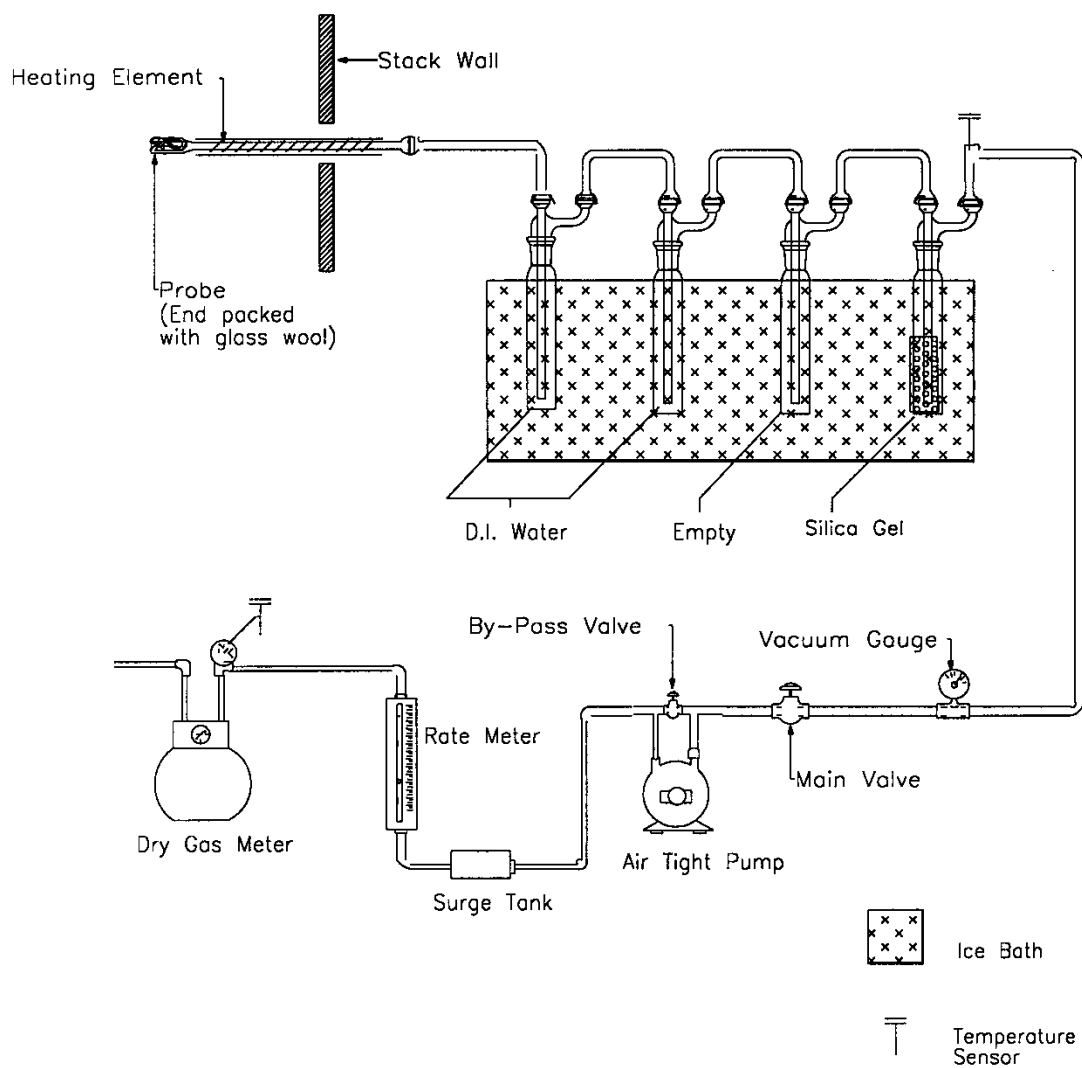 Stack Wall
Heating Element
Probe
(End packed
with glass wool)
D.I. Water
Empty
Silica Gel
By-Pass Valve
Vacuum Gauge
Rate Meter
Main Valve
Dry Gas Meter
Air Tight Pump
Surge Tank
Ice Bath
Temperature
Sensor